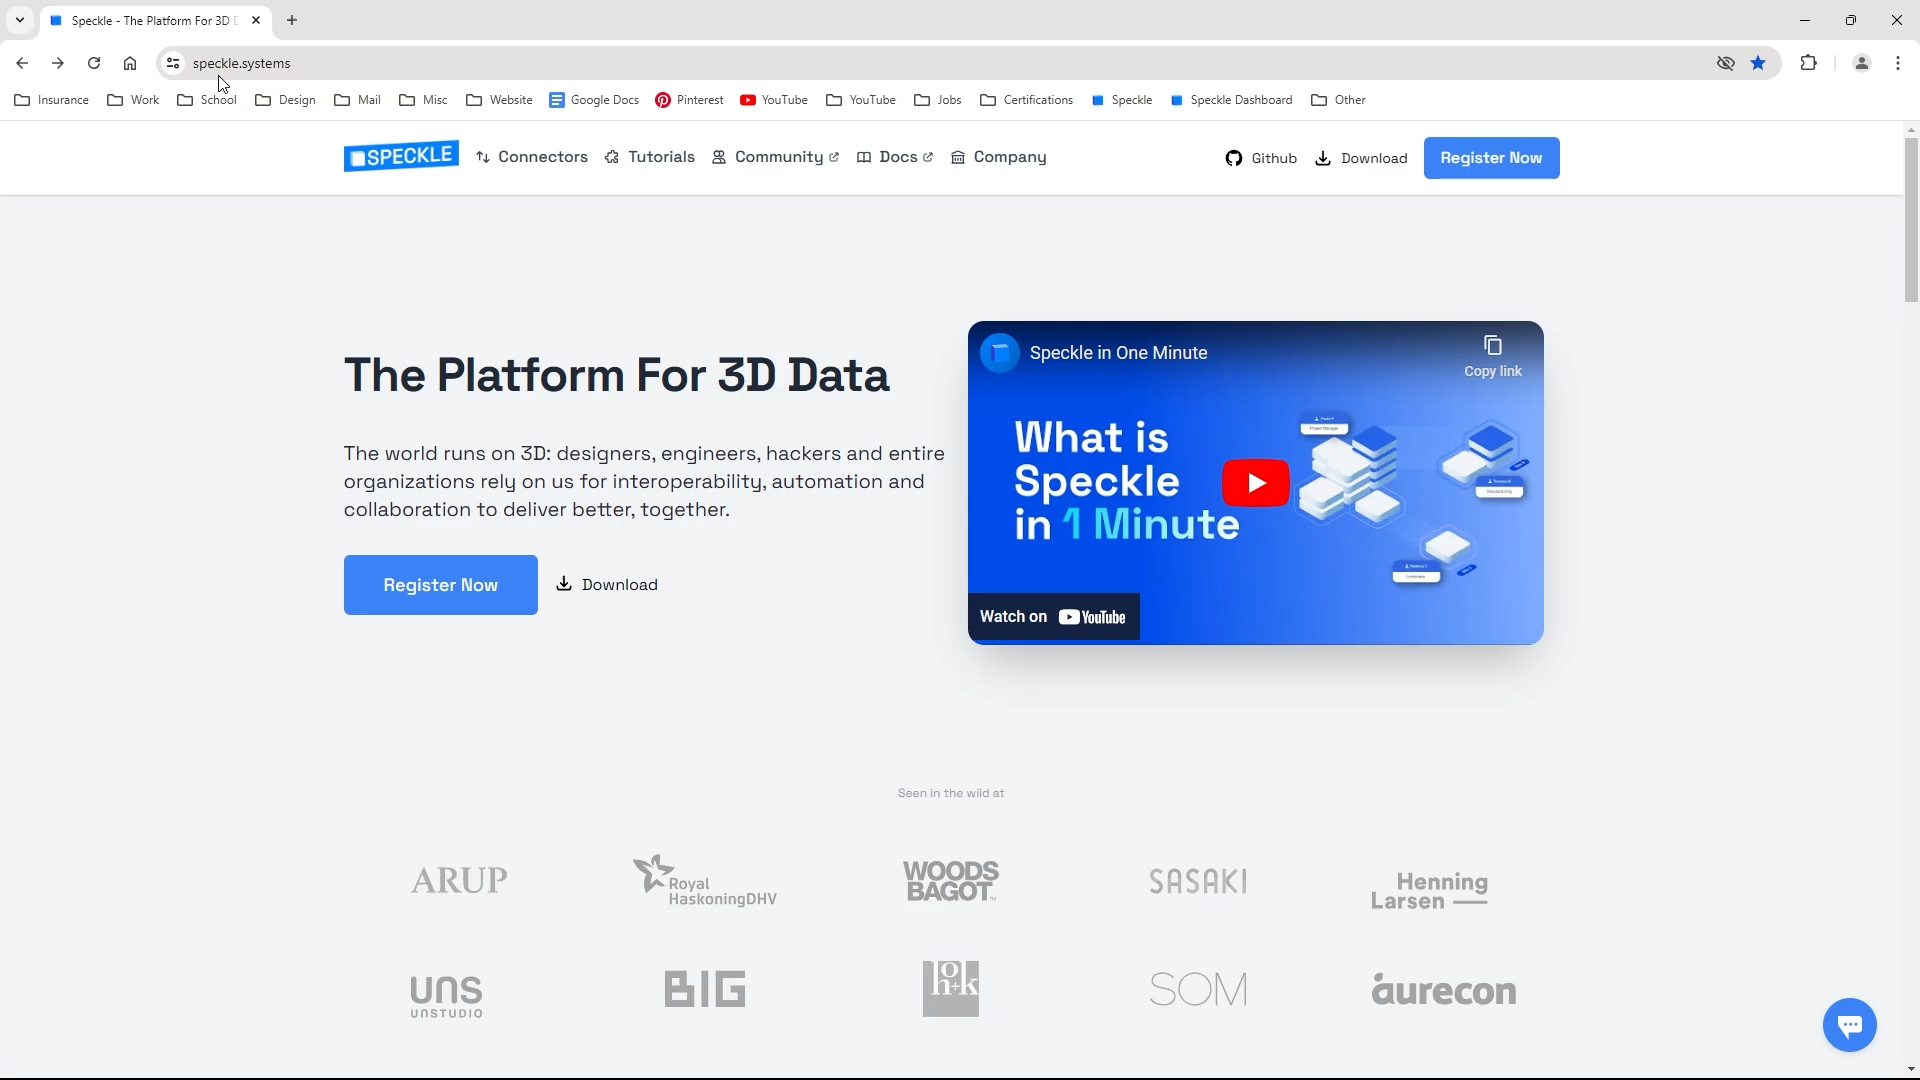 Speckle - The Platform For 3D
speckle.systems
Insurance Work School Design Mail Misc Website Google Docs Pinterest YouTube YouTube Jobs Certifications Speckle Speckle Dashboard Other
SPECKLE Connectors Tutorials Community Docs Company Github Download Register Now
The Platform For 3D Data
The world runs on 3D: designers, engineers, hackers and entire
organizations rely on us for interoperability, automation and
collaboration to deliver better, together.
Register Now Download
Speckle in One Minute
Copy link
What is
Speckle
in 1 Minute
Project Manager
Watch on YouTube
Seen in the wild at
ARUP
Royal
HaskoningDHV
WOODS
BAGOT
SASAKI
Henning
Larsen
UNS
UNSTUDIO
BIG
hok
SOM
aurecon